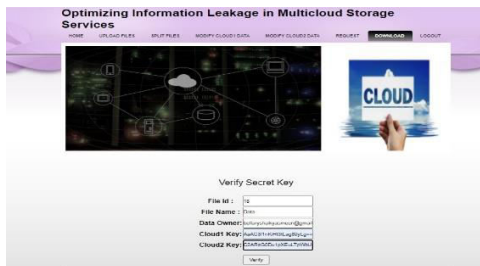 Optimizing Information Leakage in Multicloud Storage
Services
HOME UPLOAD FILES SPLIT FILES MODIFY CLOUD1 DATA MODIFY CLOUD2 DATA REQUEST DOWNLOAD LOGOUT
CLOUD
Verify Secret Key
File Id :
File Name : Data
Data Owner:
Cloud1 Key:
Cloud2 Key:
Verify